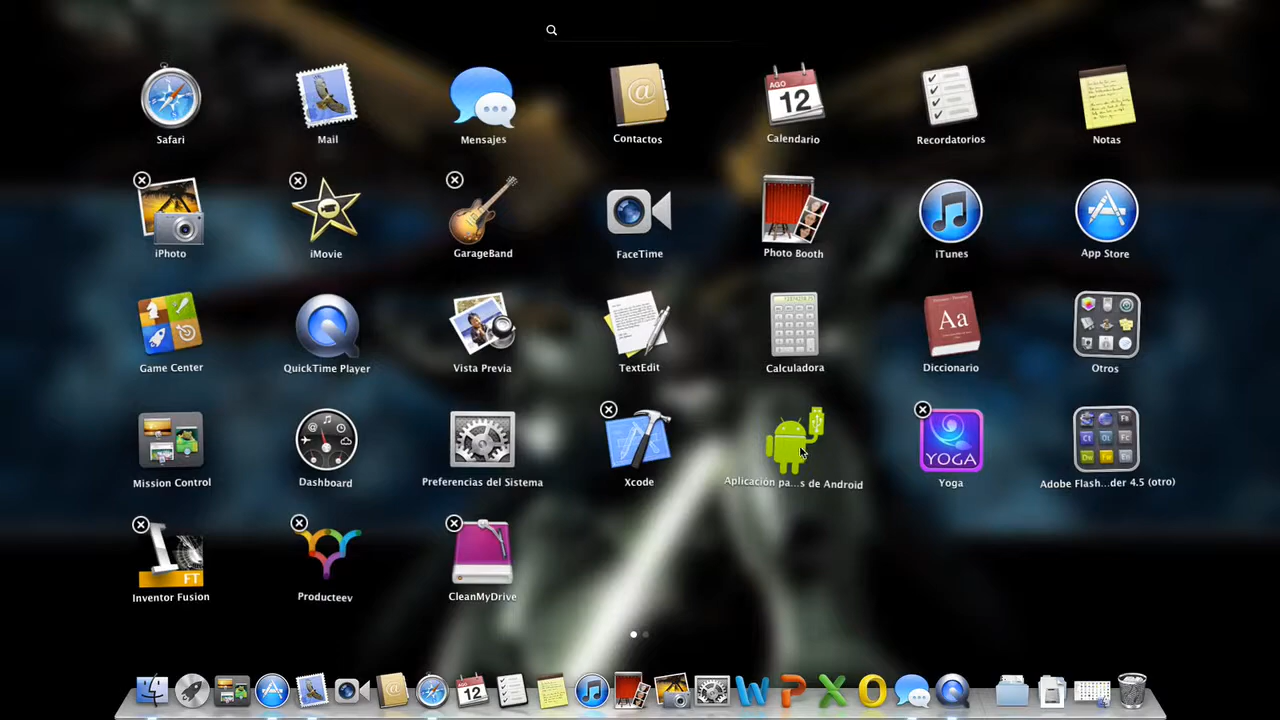 Safari
Mail
Mensajes
Contactos
AGO
12
Calendario
Recordatorios
Notas
iPhoto
iMovie
GarageBand
FaceTime
Photo Booth
iTunes
App Store
Game Center
QuickTime Player
Vista Previa
TextEdit
Calculadora
Aa
Diccionario
Otros
Mission Control
Dashboard
Preferencias del Sistema
Xcode
Aplicación pa...s de Android
YOGA
Yoga
Adobe Flash...der 4.5 (otro)
FT
Inventor Fusion
Producteev
CleanMyDrive
12